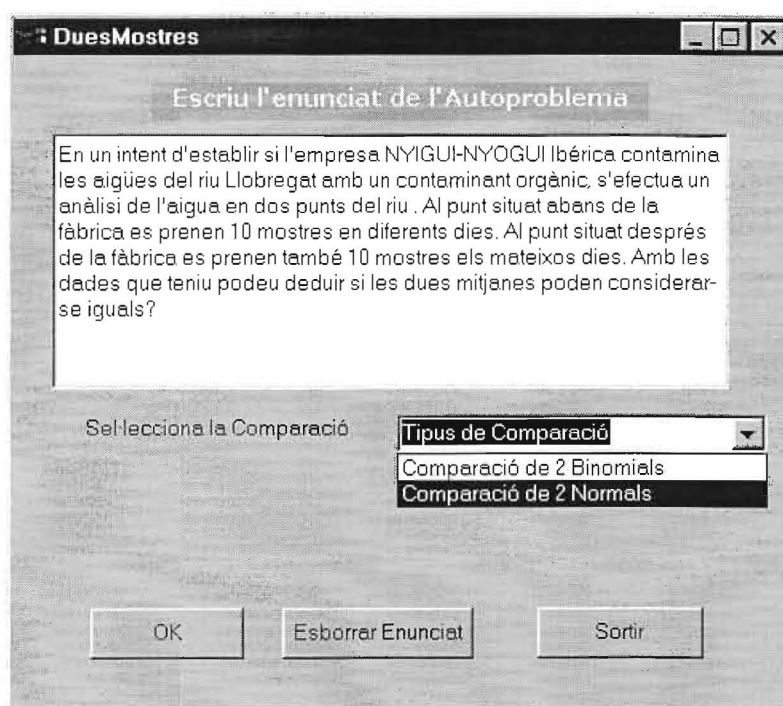 DuesMostres
Escriu l'enunciat de l'Autoproblema
En un intent d'establir si l'empresa NYIGUI-NYOGUI Ibérica contamina
les aigües del riu Llobregat amb un contaminant orgànic, s'efectua un
anàlisi de l'aigua en dos punts del riu . Al punt situat abans de la
fàbrica es prenen 10 mostres en diferents dies. Al punt situat després
de la fàbrica es prenen també 10 mostres els mateixos dies. Amb les
dades que teniu podeu deduir si les dues mitjanes poden considerar-
se iguals?
Sel·lecciona la Comparació
Tipus de Comparació
Comparació de 2 Binomials
Comparació de 2 Normals
OK
Esborrar Enunciat
Sortir